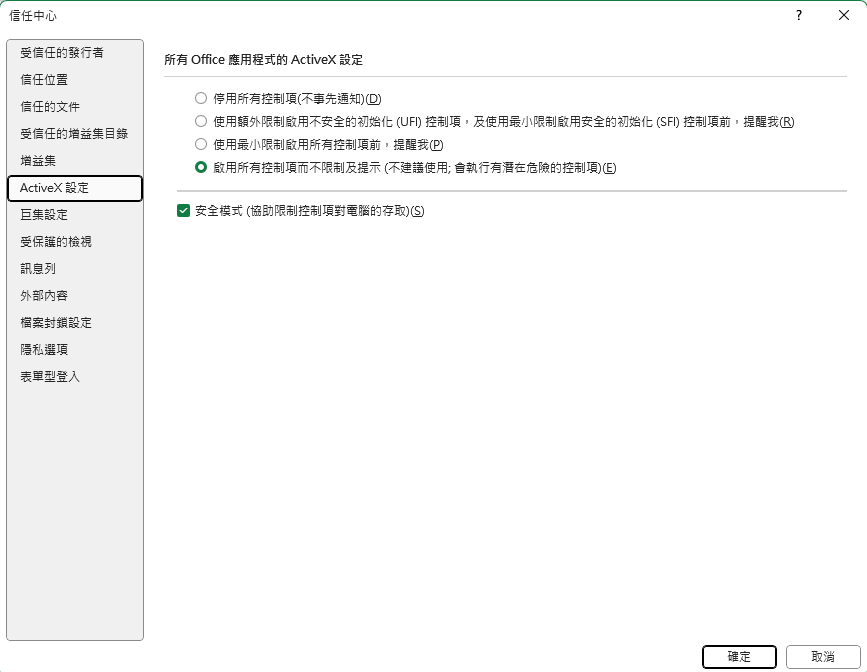 信任中心
?
受信任的發行者
信任位置
信任的文件
受信任的增益集目錄
增益集
ActiveX 設定
巨集設定
受保護的檢視
訊息列
外部內容
檔案封鎖設定
隱私選項
表單型登入
所有 Office 應用程式的 ActiveX 設定
停用所有控制項(不事先通知)(D)
使用額外限制啟用不安全的初始化 (UFI) 控制項，及使用最小限制啟用安全的初始化 (SFI) 控制項前，提醒我(R)
使用最小限制啟用所有控制項前，提醒我(P)
啟用所有控制項而不限制及提示 (不建議使用; 會執行有潛在危險的控制項)(E)
安全模式 (協助限制控制項對電腦的存取)(S)
確定
取消